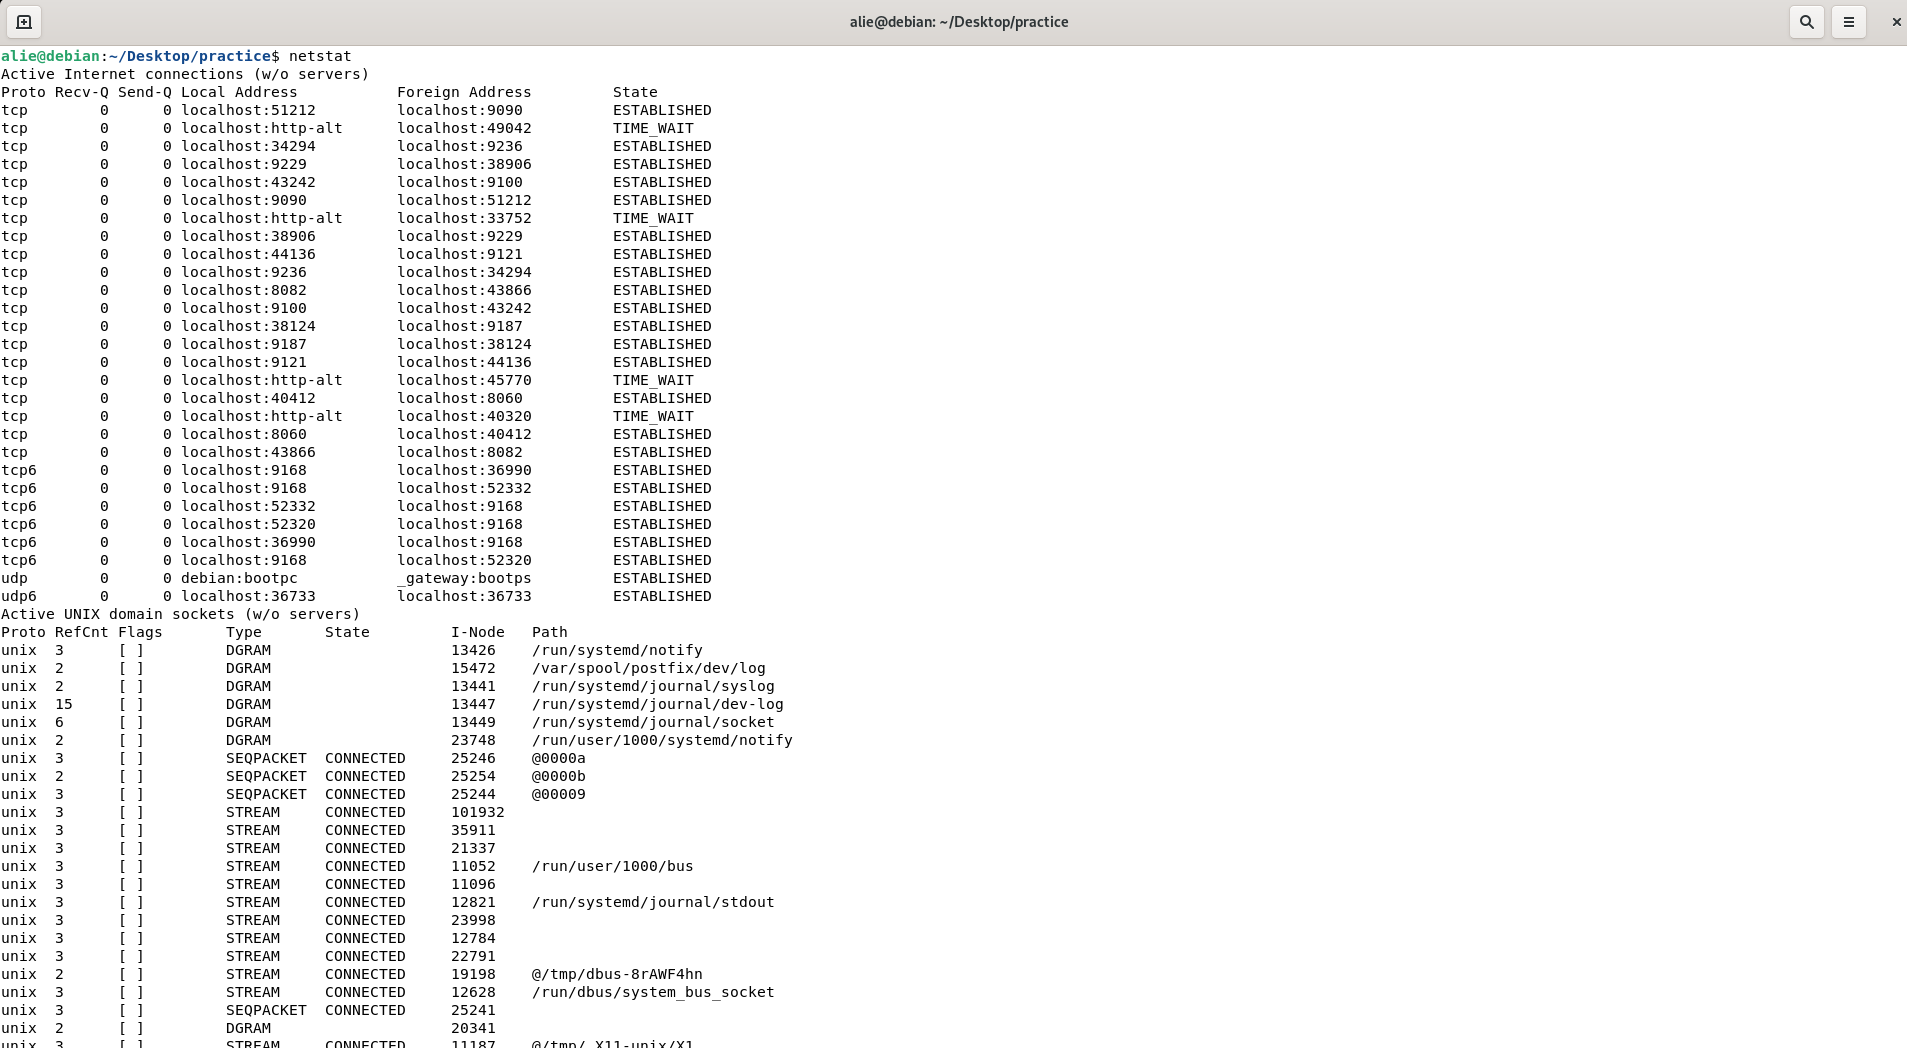 alie@debian: ~/Desktop/practice
alie@debian:~/Desktop/practice$ netstat
Active Internet connections (w/o servers)
Proto Recv-Q Send-Q Local Address           Foreign Address         State
tcp        0      0 localhost:51212         localhost:9090          ESTABLISHED
tcp        0      0 localhost:http-alt      localhost:49042         TIME_WAIT
tcp        0      0 localhost:34294         localhost:9236          ESTABLISHED
tcp        0      0 localhost:9229          localhost:38906         ESTABLISHED
tcp        0      0 localhost:43242         localhost:9100          ESTABLISHED
tcp        0      0 localhost:9090          localhost:51212         ESTABLISHED
tcp        0      0 localhost:http-alt      localhost:33752         TIME_WAIT
tcp        0      0 localhost:38906         localhost:9229          ESTABLISHED
tcp        0      0 localhost:44136         localhost:9121          ESTABLISHED
tcp        0      0 localhost:9236          localhost:34294         ESTABLISHED
tcp        0      0 localhost:8082          localhost:43866         ESTABLISHED
tcp        0      0 localhost:9100          localhost:43242         ESTABLISHED
tcp        0      0 localhost:38124         localhost:9187          ESTABLISHED
tcp        0      0 localhost:9187          localhost:38124         ESTABLISHED
tcp        0      0 localhost:9121          localhost:44136         ESTABLISHED
tcp        0      0 localhost:http-alt      localhost:45770         TIME_WAIT
tcp        0      0 localhost:40412         localhost:8060          ESTABLISHED
tcp        0      0 localhost:http-alt      localhost:40320         TIME_WAIT
tcp        0      0 localhost:8060          localhost:40412         ESTABLISHED
tcp        0      0 localhost:43866         localhost:8082          ESTABLISHED
tcp6       0      0 localhost:9168          localhost:36990         ESTABLISHED
tcp6       0      0 localhost:9168          localhost:52332         ESTABLISHED
tcp6       0      0 localhost:52332         localhost:9168          ESTABLISHED
tcp6       0      0 localhost:52320         localhost:9168          ESTABLISHED
tcp6       0      0 localhost:36990         localhost:9168          ESTABLISHED
tcp6       0      0 localhost:9168          localhost:52320         ESTABLISHED
udp        0      0 debian:bootpc           _gateway:bootps         ESTABLISHED
udp6       0      0 localhost:36733         localhost:36733         ESTABLISHED
Active UNIX domain sockets (w/o servers)
Proto RefCnt Flags       Type       State         I-Node   Path
unix  3      [ ]         DGRAM                    13426    /run/systemd/notify
unix  2      [ ]         DGRAM                    15472    /var/spool/postfix/dev/log
unix  2      [ ]         DGRAM                    13441    /run/systemd/journal/syslog
unix  15     [ ]         DGRAM                    13447    /run/systemd/journal/dev-log
unix  6      [ ]         DGRAM                    13449    /run/systemd/journal/socket
unix  2      [ ]         DGRAM                    23748    /run/user/1000/systemd/notify
unix  3      [ ]         SEQPACKET  CONNECTED     25246    @0000a
unix  2      [ ]         SEQPACKET  CONNECTED     25254    @0000b
unix  3      [ ]         SEQPACKET  CONNECTED     25244    @00009
unix  3      [ ]         STREAM     CONNECTED     101932
unix  3      [ ]         STREAM     CONNECTED     35911
unix  3      [ ]         STREAM     CONNECTED     21337
unix  3      [ ]         STREAM     CONNECTED     11052    /run/user/1000/bus
unix  3      [ ]         STREAM     CONNECTED     11096
unix  3      [ ]         STREAM     CONNECTED     12821    /run/systemd/journal/stdout
unix  3      [ ]         STREAM     CONNECTED     23998
unix  3      [ ]         STREAM     CONNECTED     12784
unix  3      [ ]         STREAM     CONNECTED     22791
unix  2      [ ]         STREAM     CONNECTED     19198    @/tmp/dbus-8rAWF4hn
unix  3      [ ]         STREAM     CONNECTED     12628    /run/dbus/system_bus_socket
unix  3      [ ]         SEQPACKET  CONNECTED     25241
unix  2      [ ]         DGRAM                    20341
unix  3      [ ]         STREAM     CONNECTED     11187    @/tmp/.X11-unix/X1